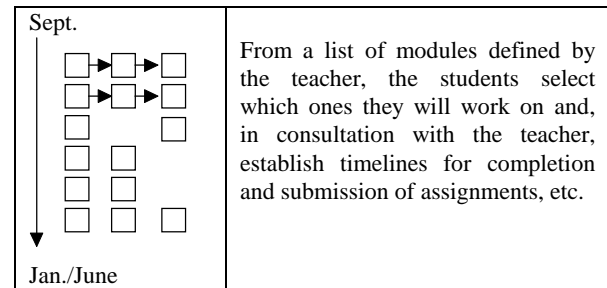 Sept.
Jan./June
From a list of modules defined by
the teacher, the students select
which ones they will work on and,
in consultation with the teacher,
establish timelines for completion
and submission of assignments, etc.